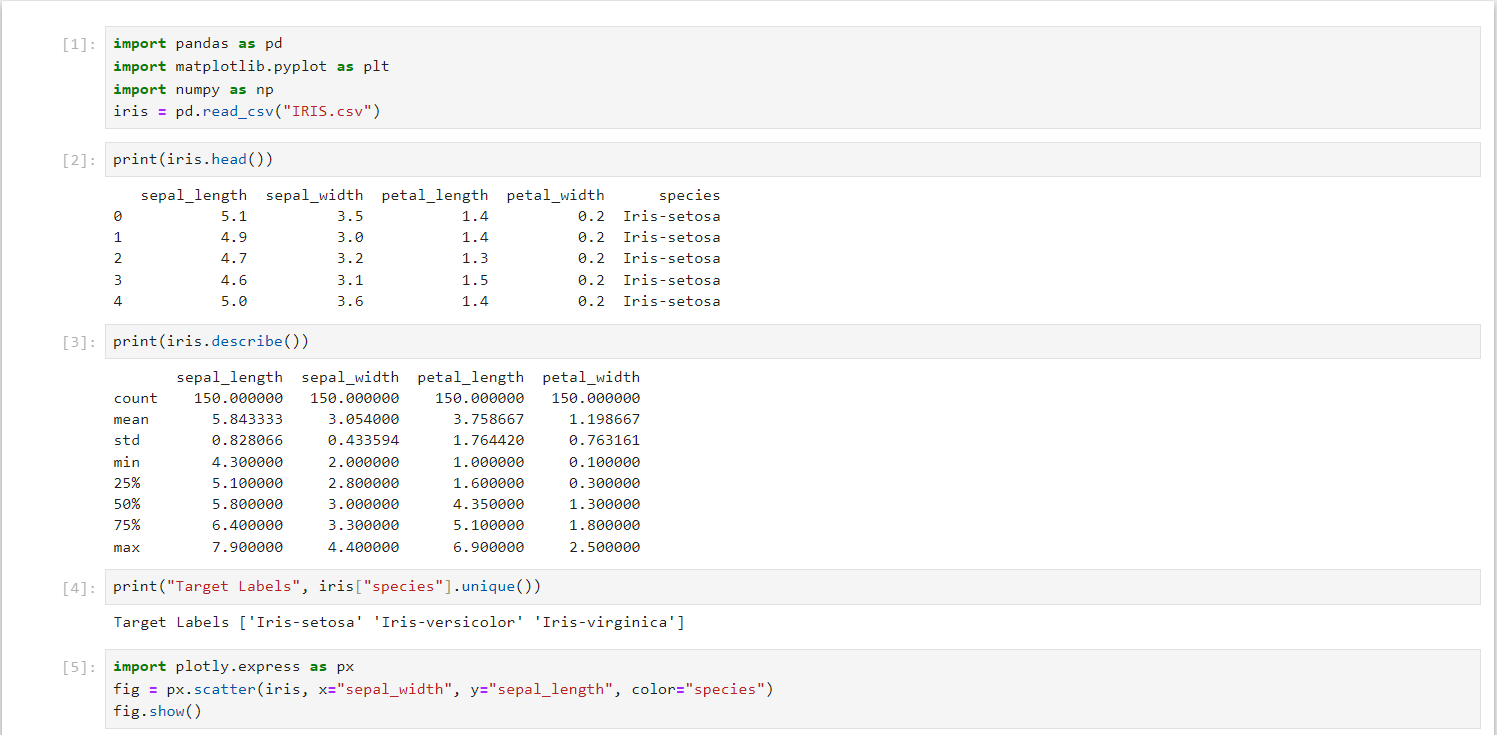 [1]: import pandas as pd
import matplotlib.pyplot as plt
import numpy as np
iris = pd.read_csv("IRIS.csv")
[2]: print(iris.head())
   sepal_length  sepal_width  petal_length  petal_width      species
0           5.1          3.5           1.4          0.2  Iris-setosa
1           4.9          3.0           1.4          0.2  Iris-setosa
2           4.7          3.2           1.3          0.2  Iris-setosa
3           4.6          3.1           1.5          0.2  Iris-setosa
4           5.0          3.6           1.4          0.2  Iris-setosa
[3]: print(iris.describe())
       sepal_length  sepal_width  petal_length  petal_width
count    150.000000   150.000000    150.000000   150.000000
mean       5.843333     3.054000      3.758667     1.198667
std        0.828066     0.433594      1.764420     0.763161
min        4.300000     2.000000      1.000000     0.100000
25%        5.100000     2.800000      1.600000     0.300000
50%        5.800000     3.000000      4.350000     1.300000
75%        6.400000     3.300000      5.100000     1.800000
max        7.900000     4.400000      6.900000     2.500000
[4]: print("Target Labels", iris["species"].unique())
Target Labels ['Iris-setosa' 'Iris-versicolor' 'Iris-virginica']
[5]: import plotly.express as px
fig = px.scatter(iris, x="sepal_width", y="sepal_length", color="species")
fig.show()